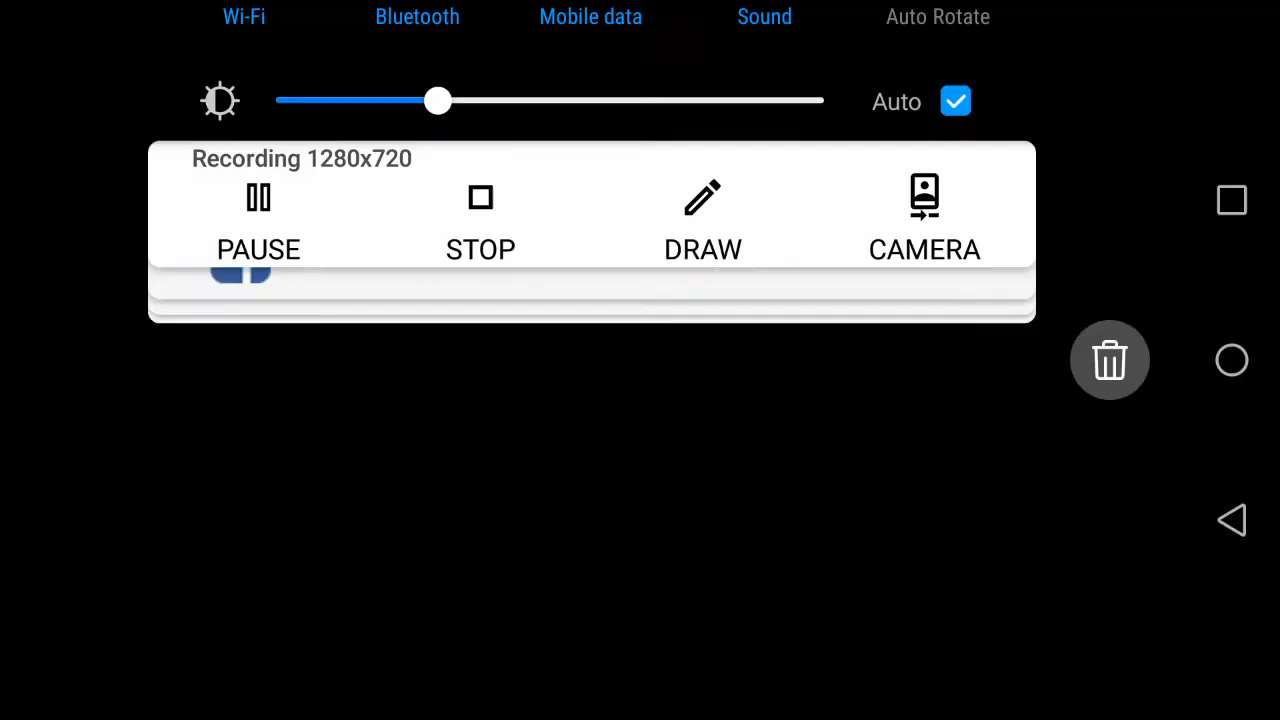 Wi-Fi Bluetooth Mobile data Sound Auto Rotate
Auto
Recording 1280x720
PAUSE STOP DRAW CAMERA